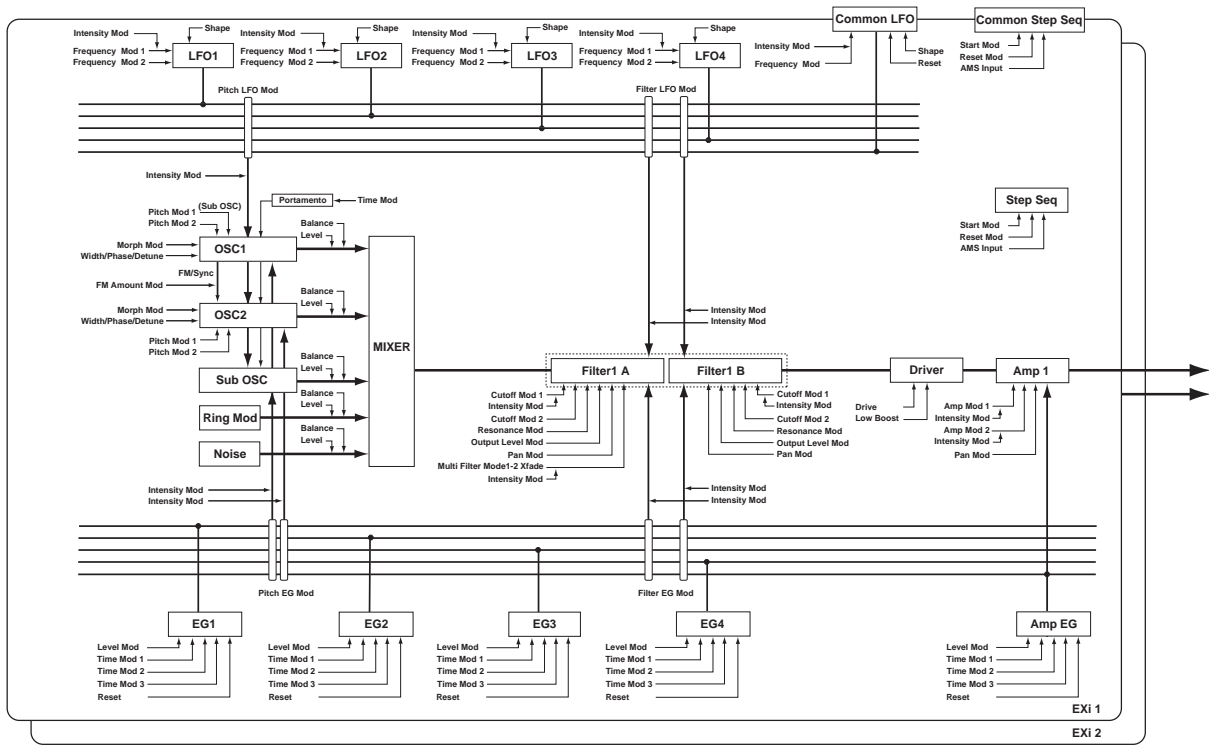 Common LFO
Common Step Seq
Intensity Mod
Shape
Intensity Mod
Shape
Intensity Mod
Shape
Intensity Mod
Shape
Frequency Mod 1
Frequency Mod 2
LFO1
Frequency Mod 1
Frequency Mod 2
LFO2
Frequency Mod 1
Frequency Mod 2
LFO3
Frequency Mod 1
Frequency Mod 2
LFO4
Intensity Mod
Frequency Mod
Shape
Reset
Start Mod
Reset Mod
AMS Input
Pitch LFO Mod
Filter LFO Mod
Intensity Mod
Portamento
Time Mod
Step Seq
Start Mod
Reset Mod
AMS Input
(Sub OSC)
Pitch Mod 1
Pitch Mod 2
Balance
Level
Morph Mod
Width/Phase/Detune
OSC1
FM/Sync
FM Amount Mod
Balance
Level
Morph Mod
Width/Phase/Detune
OSC2
Pitch Mod 1
Pitch Mod 2
MIXER
Intensity Mod
Intensity Mod
Balance
Level
Sub OSC
Balance
Level
Ring Mod
Balance
Level
Noise
Filter1 A
Filter1 B
Driver
Amp 1
Cutoff Mod 1
Intensity Mod
Cutoff Mod 2
Resonance Mod
Output Level Mod
Pan Mod
Multi Filter Mode1-2 Xfade
Intensity Mod
Cutoff Mod 1
Intensity Mod
Cutoff Mod 2
Resonance Mod
Output Level Mod
Pan Mod
Drive
Low Boost
Amp Mod 1
Intensity Mod
Amp Mod 2
Intensity Mod
Pan Mod
Intensity Mod
Intensity Mod
Intensity Mod
Intensity Mod
Pitch EG Mod
Filter EG Mod
EG1
Level Mod
Time Mod 1
Time Mod 2
Time Mod 3
Reset
EG2
Level Mod
Time Mod 1
Time Mod 2
Time Mod 3
Reset
EG3
Level Mod
Time Mod 1
Time Mod 2
Time Mod 3
Reset
EG4
Level Mod
Time Mod 1
Time Mod 2
Time Mod 3
Reset
Amp EG
Level Mod
Time Mod 1
Time Mod 2
Time Mod 3
Reset
EXi 1
EXi 2